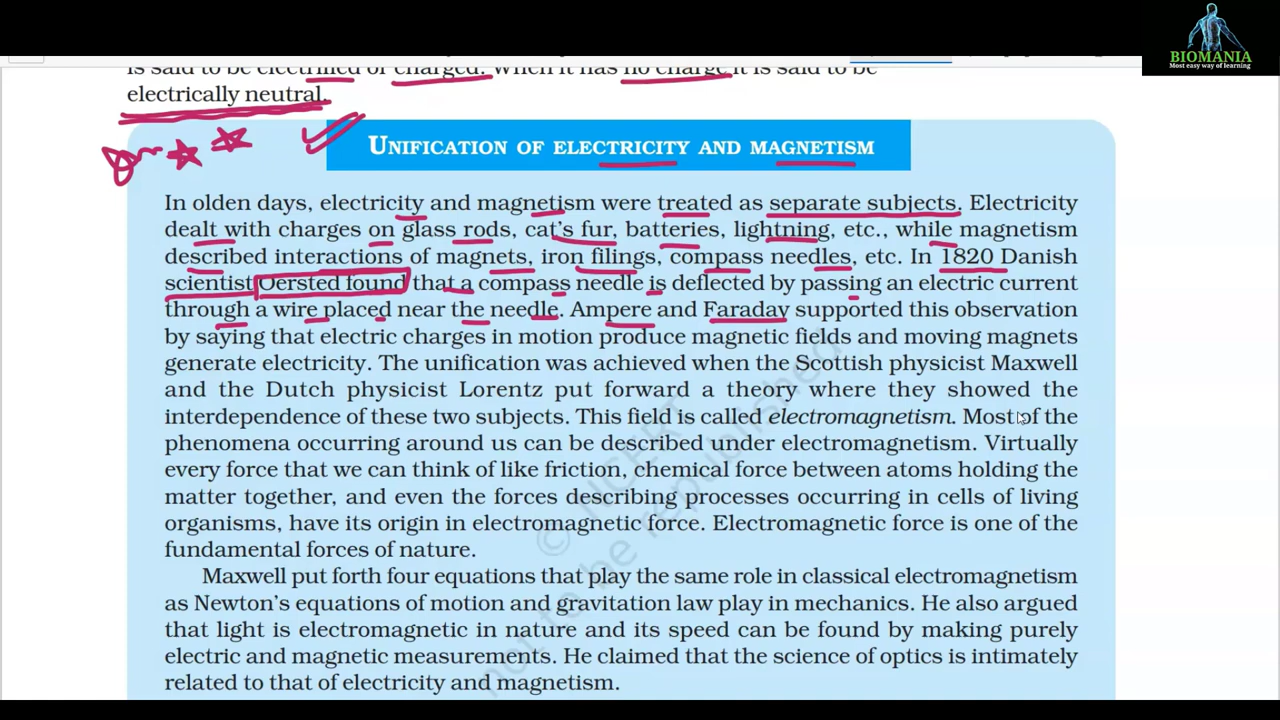 BIOMANIA
Most easy way of learning
is said to be electrified or charged. When it has no charge it is said to be
electrically neutral.
UNIFICATION OF ELECTRICITY AND MAGNETISM
In olden days, electricity and magnetism were treated as separate subjects. Electricity
dealt with charges on glass rods, cat's fur, batteries, lightning, etc., while magnetism
described interactions of magnets, iron filings, compass needles, etc. In 1820 Danish
scientist Oersted found that a compass needle is deflected by passing an electric current
through a wire placed near the needle. Ampere and Faraday supported this observation
by saying that electric charges in motion produce magnetic fields and moving magnets
generate electricity. The unification was achieved when the Scottish physicist Maxwell
and the Dutch physicist Lorentz put forward a theory where they showed the
interdependence of these two subjects. This field is called electromagnetism. Most of the
phenomena occurring around us can be described under electromagnetism. Virtually
every force that we can think of like friction, chemical force between atoms holding the
matter together, and even the forces describing processes occurring in cells of living
organisms, have its origin in electromagnetic force. Electromagnetic force is one of the
fundamental forces of nature.
Maxwell put forth four equations that play the same role in classical electromagnetism
as Newton's equations of motion and gravitation law play in mechanics. He also argued
that light is electromagnetic in nature and its speed can be found by making purely
electric and magnetic measurements. He claimed that the science of optics is intimately
related to that of electricity and magnetism.
© NCERT
not to be republished